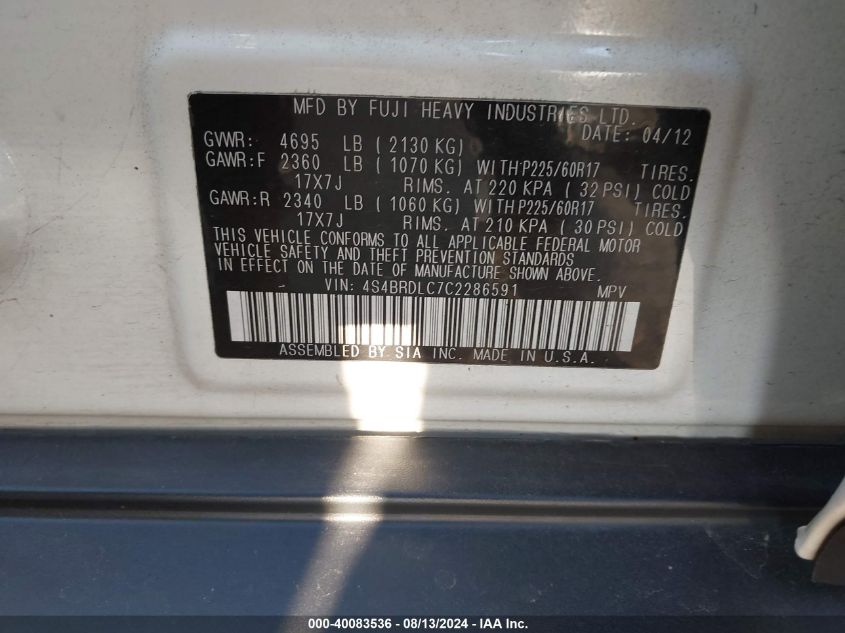 MFD BY FUJI HEAVY INDUSTRIES LTD.
DATE: 04/12
GVWR: 4695 LB ( 2130 KG)
GAWR:F 2360 LB ( 1070 KG) WITH P225/60R17 TIRES.
17X7J RIMS. AT 220 KPA ( 32 PSI) COLD
GAWR:R 2340 LB ( 1060 KG) WITH P225/60R17 TIRES.
17X7J RIMS. AT 210 KPA ( 30 PSI) COLD
THIS VEHICLE CONFORMS TO ALL APPLICABLE FEDERAL MOTOR
VEHICLE SAFETY AND THEFT PREVENTION STANDARDS
IN EFFECT ON THE DATE OF MANUFACTURE SHOWN ABOVE.
VIN: 4S4BRDLC7C2286591 MPV
ASSEMBLED BY SIA INC. MADE IN U.S.A.
000-40083536 - 08/13/2024 - IAAI Inc.